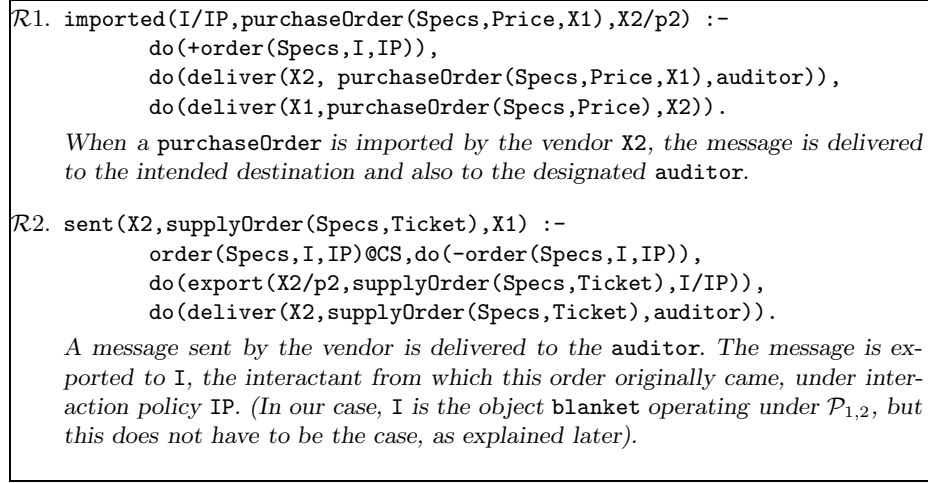 R1. imported(I/IP,purchaseOrder(Specs,Price,X1),X2/p2) :-
do(+order(Specs,I,IP)),
do(deliver(X2, purchaseOrder(Specs,Price,X1),auditor)),
do(deliver(X1,purchaseOrder(Specs,Price),X2)).
When a purchaseOrder is imported by the vendor X2, the message is delivered
to the intended destination and also to the designated auditor.
R2. sent(X2,supplyOrder(Specs,Ticket),X1) :-
order(Specs,I,IP)@CS,do(-order(Specs,I,IP)),
do(export(X2/p2,supplyOrder(Specs,Ticket),I/IP)),
do(deliver(X2,supplyOrder(Specs,Ticket),auditor)).
A message sent by the vendor is delivered to the auditor. The message is ex-
ported to I, the interactant from which this order originally came, under inter-
action policy IP. (In our case, I is the object blanket operating under P1,2, but
this does not have to be the case, as explained later).